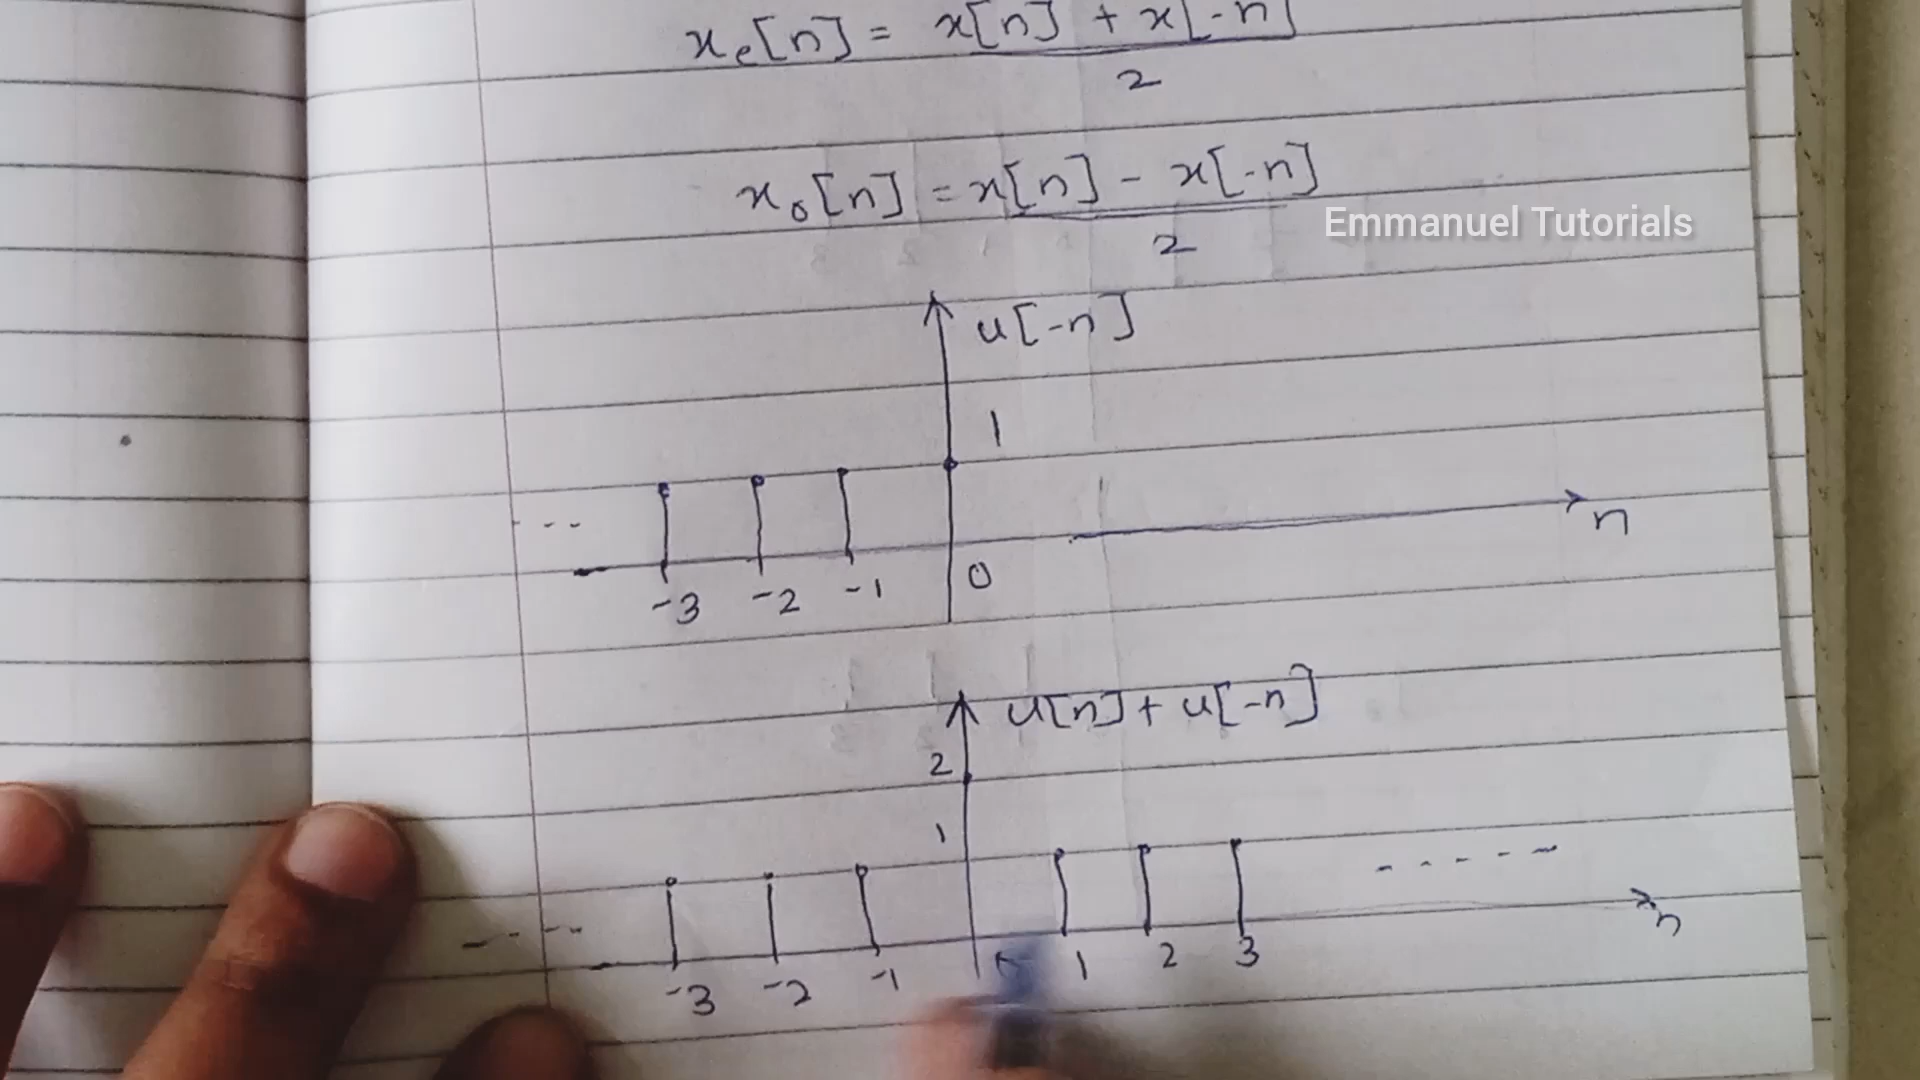 xe[n] = x[n] + x[-n]
2
xo[n] = x[n] - x[-n]
2
Emmanuel Tutorials
u[-n]
1
n
-3 -2 -1 0
u[n] + u[-n]
2
1
n
-3 -2 -1 1 2 3